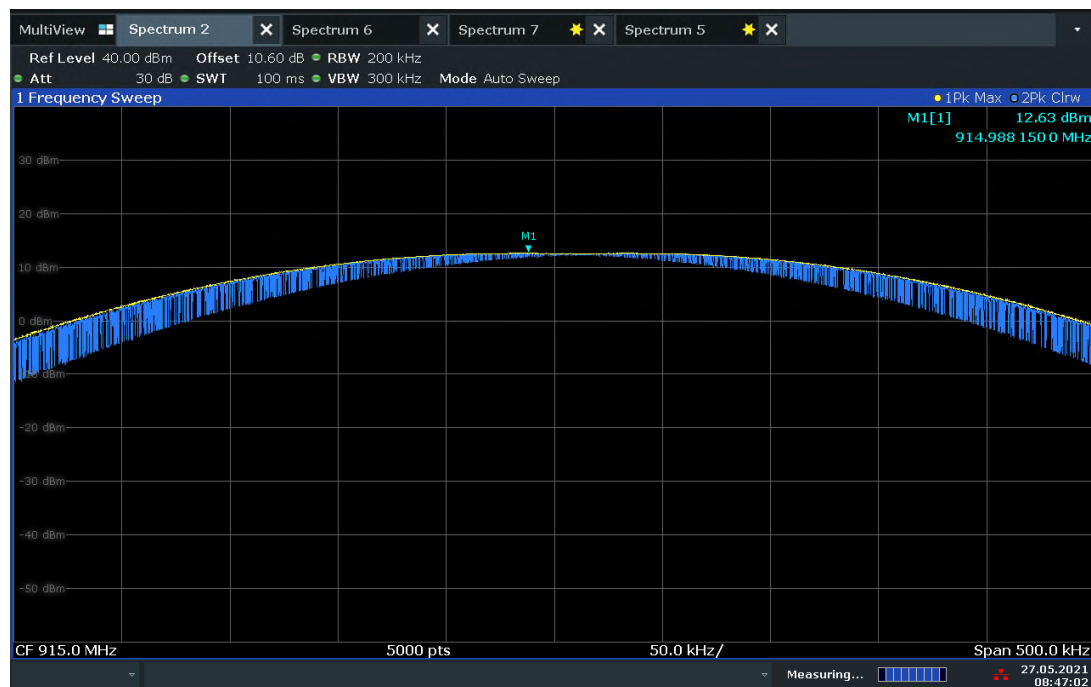 MultiView Spectrum 2 Spectrum 6 Spectrum 7 Spectrum 5
Ref Level 40.00 dBm Offset 10.60 dB RBW 200 kHz
Att 30 dB SWT 100 ms VBW 300 kHz Mode Auto Sweep
1 Frequency Sweep 1Pk Max 2Pk Clrw
M1[1] 12.63 dBm
914.988 150 0 MHz
30 dBm
20 dBm
M1
10 dBm
0 dBm
-10 dBm
-20 dBm
-30 dBm
-40 dBm
-50 dBm
CF 915.0 MHz 5000 pts 50.0 kHz/ Span 500.0 kHz
Measuring... 27.05.2021
08:47:02